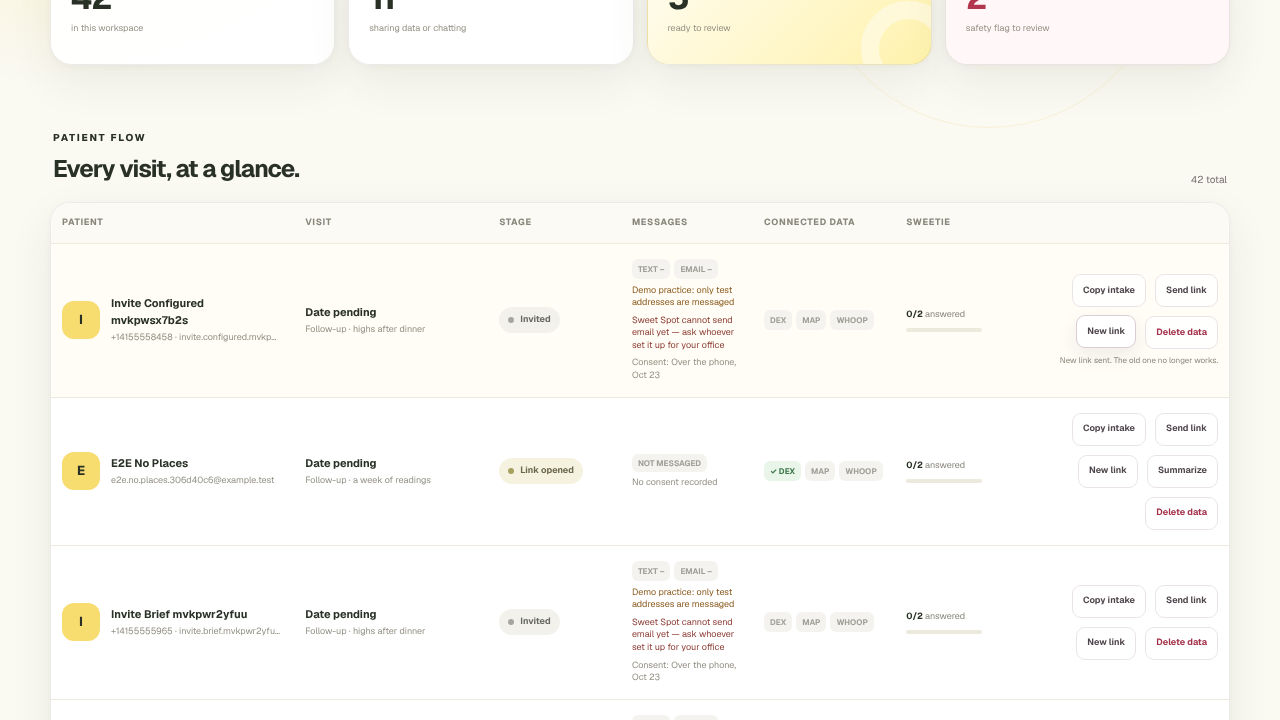 42
11
5
2
in this workspace
sharing data or chatting
ready to review
safety flag to review
PATIENT FLOW
Every visit, at a glance.
42 total
PATIENT
VISIT
STAGE
MESSAGES
CONNECTED DATA
SWEETIE
I
Invite Configured
mvkpwsx7b2s
+14155558458 · invite.configured.mvkp…
Date pending
Follow-up · highs after dinner
Invited
TEXT –
EMAIL –
Demo practice: only test
addresses are messaged
Sweet Spot cannot send
email yet — ask whoever
set it up for your office
Consent: Over the phone,
Oct 23
DEX
MAP
WHOOP
0/2 answered
Copy intake
Send link
New link
Delete data
New link sent. The old one no longer works.
E
E2E No Places
e2e.no.places.306d40c6@example.test
Date pending
Follow-up · a week of readings
Link opened
NOT MESSAGED
No consent recorded
✓ DEX
MAP
WHOOP
0/2 answered
Copy intake
Send link
New link
Summarize
Delete data
I
Invite Brief mvkpwr2yfuu
+14155555965 · invite.brief.mvkpwr2yfu…
Date pending
Follow-up · highs after dinner
Invited
TEXT –
EMAIL –
Demo practice: only test
addresses are messaged
Sweet Spot cannot send
email yet — ask whoever
set it up for your office
Consent: Over the phone,
Oct 23
DEX
MAP
WHOOP
0/2 answered
Copy intake
Send link
New link
Delete data